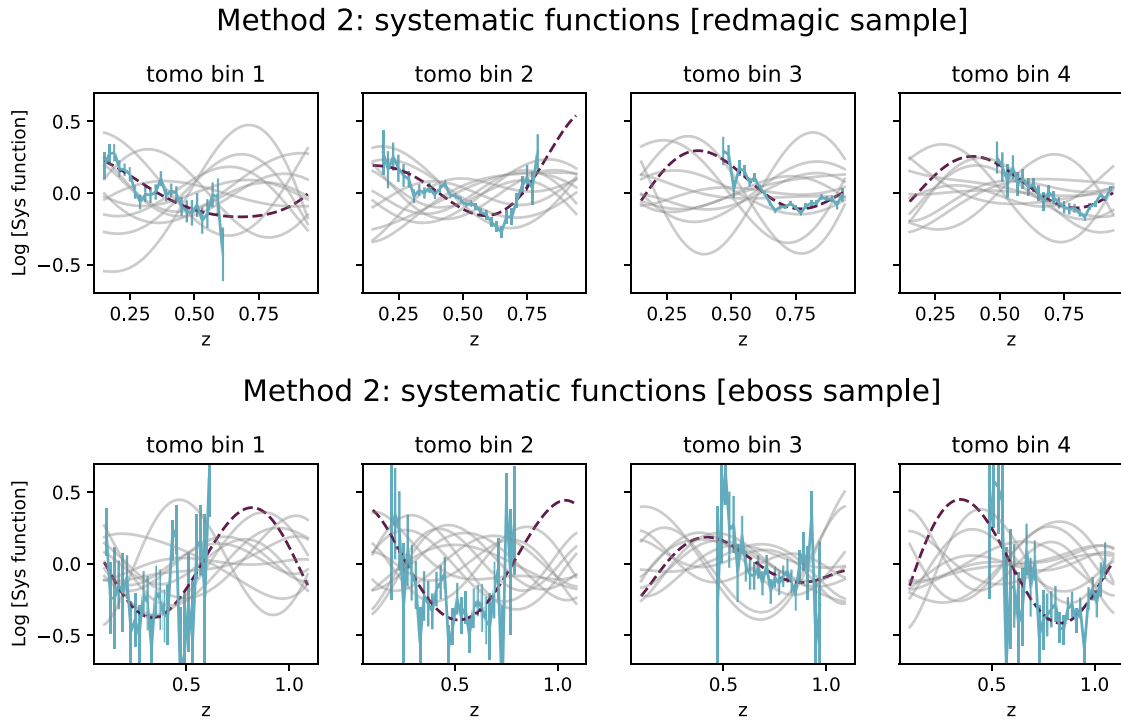 Method 2: systematic functions [redmagic sample]
tomo bin 1 tomo bin 2 tomo bin 3 tomo bin 4
Log [Sys function]
0.5
0.0
−0.5
0.25 0.50 0.75 0.25 0.50 0.75 0.25 0.50 0.75 0.25 0.50 0.75
z z z z
Method 2: systematic functions [eboss sample]
tomo bin 1 tomo bin 2 tomo bin 3 tomo bin 4
Log [Sys function]
0.5
0.0
−0.5
0.5 1.0 0.5 1.0 0.5 1.0 0.5 1.0
z z z z